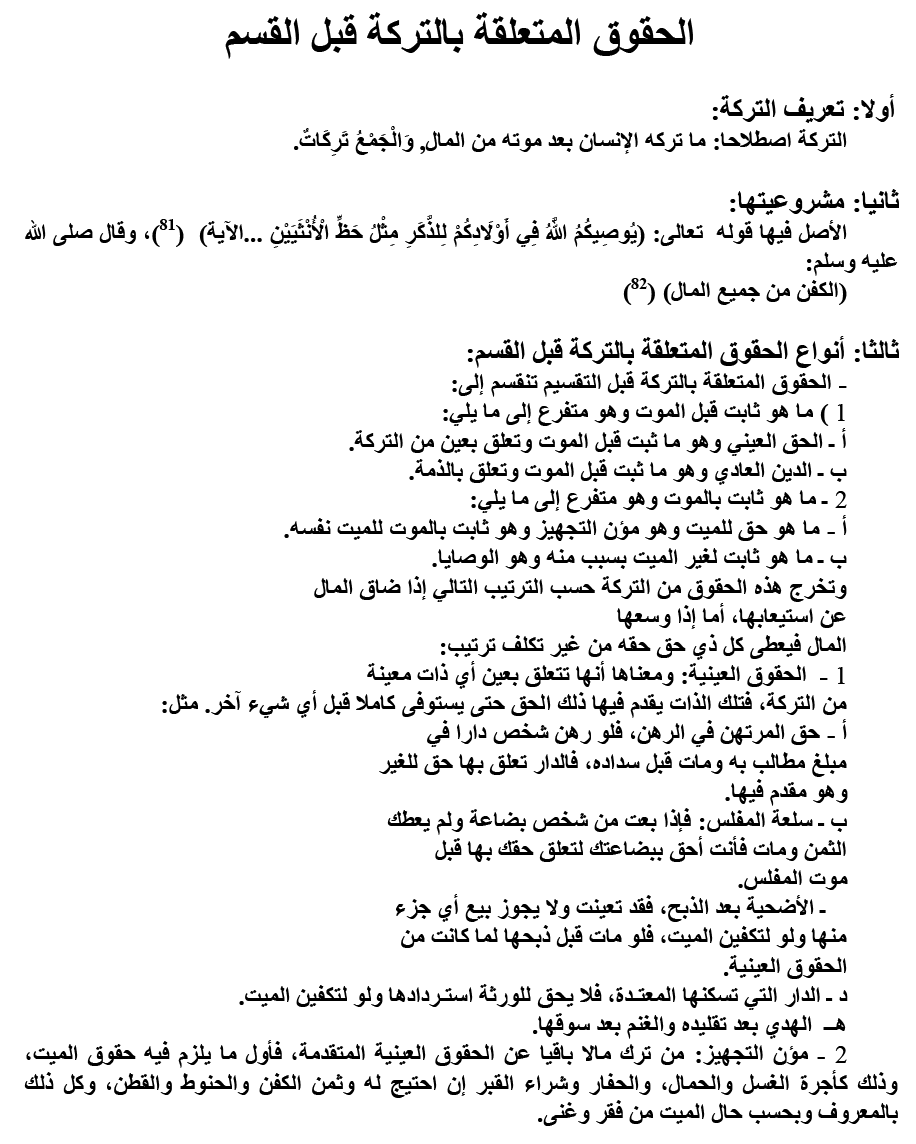 الحقوق المتعلقة بالتركة قبل القسم
أولا: تعريف التركة:
التركة اصطلاحا: ما تركه الإنسان بعد موته من المال, وَالْجَمْعُ تَرِكَاتٌ.
ثانيا: مشروعيتها:
الأصل فيها قوله تعالى: (يُوصِيكُمُ اللَّهُ فِي أَوْلَادِكُمْ لِلذَّكَرِ مِثْلُ حَظِّ الْأُنْثَيَيْنِ ...الآية) (81)، وقال صلى الله
عليه وسلم:
(الكفن من جميع المال) (82)
ثالثا: أنواع الحقوق المتعلقة بالتركة قبل القسم:
ـ الحقوق المتعلقة بالتركة قبل التقسيم تنقسم إلى:
1 ) ما هو ثابت قبل الموت وهو متفرع إلى ما يلي:
أ ـ الحق العيني وهو ما ثبت قبل الموت وتعلق بعين من التركة.
ب ـ الدين العادي وهو ما ثبت قبل الموت وتعلق بالذمة.
2 ـ ما هو ثابت بالموت وهو متفرع إلى ما يلي:
أ ـ ما هو حق للميت وهو مؤن التجهيز وهو ثابت بالموت للميت نفسه.
ب ـ ما هو ثابت لغير الميت بسبب منه وهو الوصايا.
وتخرج هذه الحقوق من التركة حسب الترتيب التالي إذا ضاق المال
عن استيعابها، أما إذا وسعها
المال فيعطى كل ذي حق حقه من غير تكلف ترتيب:
1 ـ الحقوق العينية: ومعناها أنها تتعلق بعين أي ذات معينة
من التركة، فتلك الذات يقدم فيها ذلك الحق حتى يستوفى كاملا قبل أي شيء آخر. مثل:
أ ـ حق المرتهن في الرهن، فلو رهن شخص دارا في
مبلغ مطالب به ومات قبل سداده، فالدار تعلق بها حق للغير
وهو مقدم فيها.
ب ـ سلعة المفلس: فإذا بعت من شخص بضاعة ولم يعطك
الثمن ومات فأنت أحق ببضاعتك لتعلق حقك بها قبل
موت المفلس.
ـ الأضحية بعد الذبح، فقد تعينت ولا يجوز بيع أي جزء
منها ولو لتكفين الميت، فلو مات قبل ذبحها لما كانت من
الحقوق العينية.
د ـ الدار التي تسكنها المعتدة، فلا يحق للورثة استردادها ولو لتكفين الميت.
هـ ـ الهدي بعد تقليده والغنم بعد سوقها.
2 ـ مؤن التجهيز: من ترك مالا باقيا عن الحقوق العينية المتقدمة، فأول ما يلزم فيه حقوق الميت،
وذلك كأجرة الغسل والحمال، والحفار وشراء القبر إن احتيج له وثمن الكفن والحنوط والقطن، وكل ذلك
بالمعروف وبحسب حال الميت من فقر وغنى.